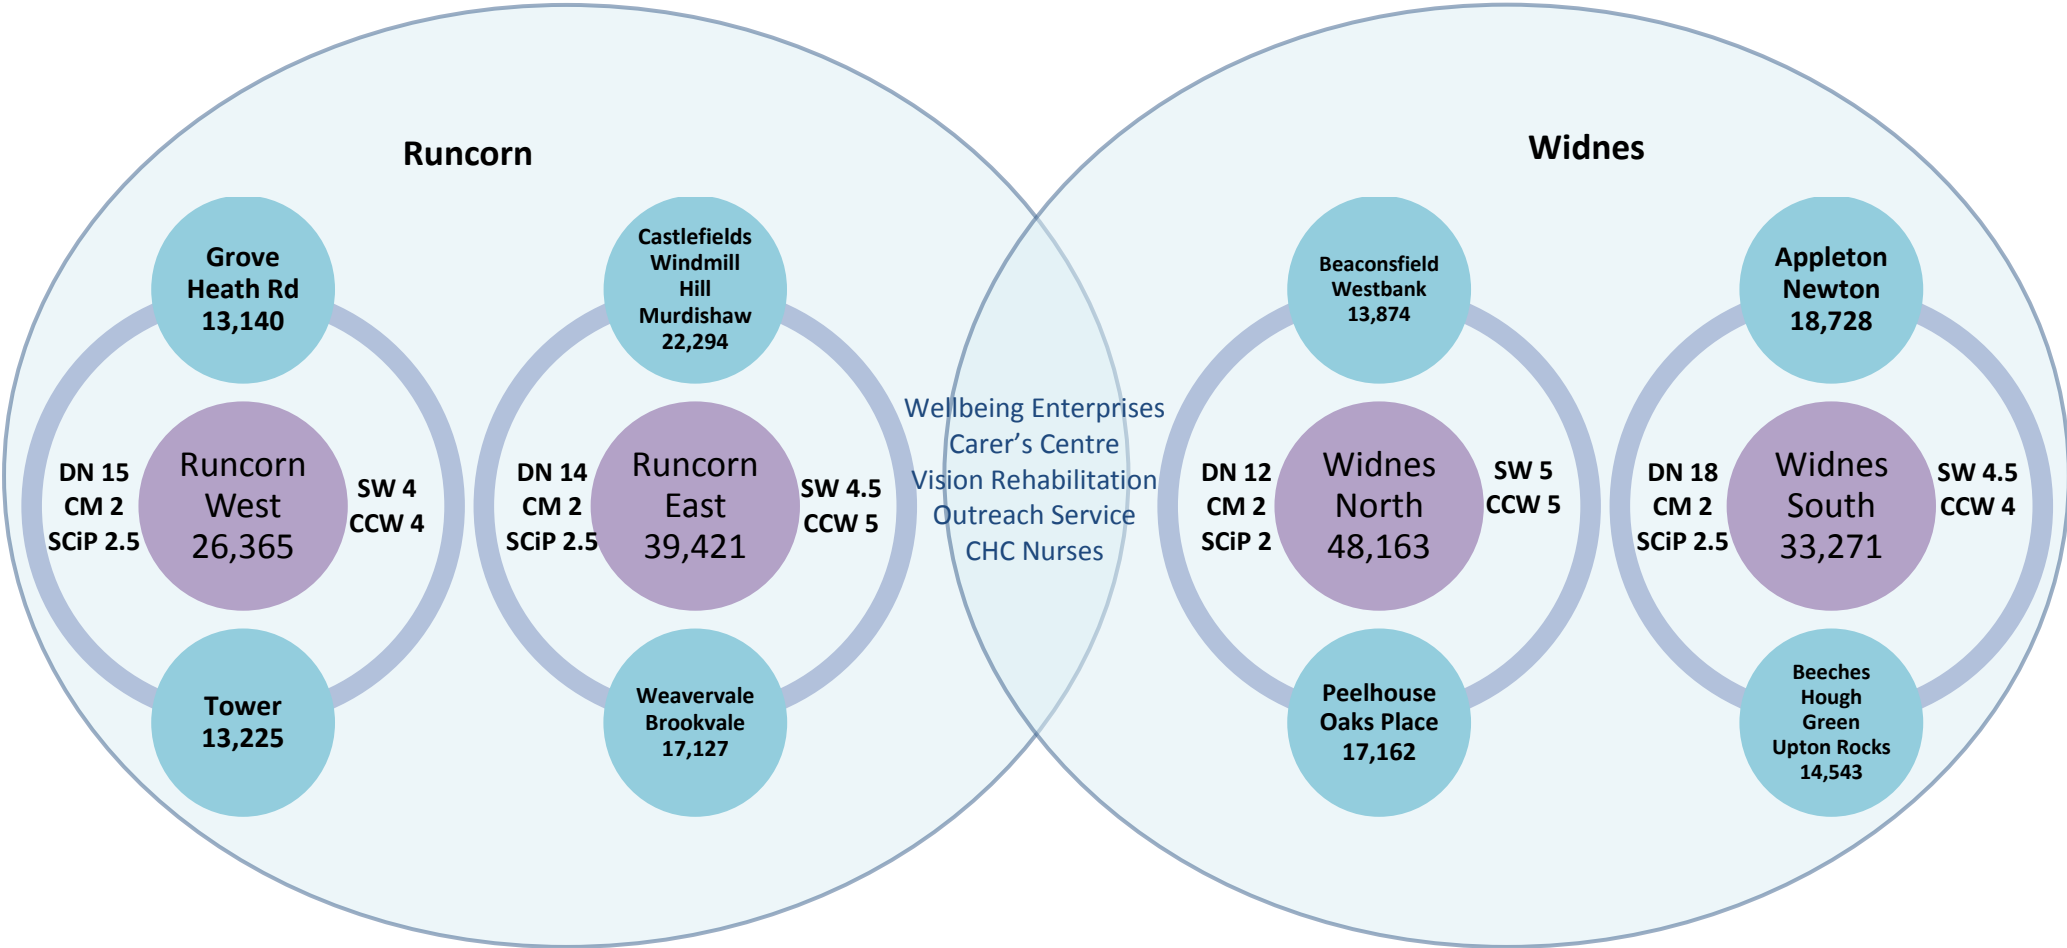 Runcorn
Grove
Heath Rd
13,140
DN 15
CM 2
SCiP 2.5
Runcorn
West
26,365
SW 4
CCW 4
Tower
13,225
Castlefields
Windmill
Hill
Murdishaw
22,294
DN 14
CM 2
SCiP 2.5
Runcorn
East
39,421
SW 4.5
CCW 5
Weavervale
Brookvale
17,127
Wellbeing Enterprises
Carer's Centre
Vision Rehabilitation
Outreach Service
CHC Nurses
Widnes
Beaconsfield
Westbank
13,874
DN 12
CM 2
SCiP 2
Widnes
North
48,163
SW 5
CCW 5
Peelhouse
Oaks Place
17,162
Appleton
Newton
18,728
DN 18
CM 2
SCiP 2.5
Widnes
South
33,271
SW 4.5
CCW 4
Beeches
Hough
Green
Upton Rocks
14,543